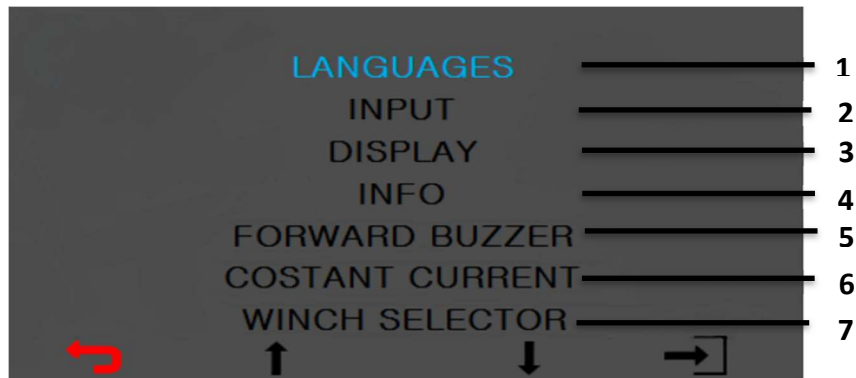 LANGUAGES 1
INPUT 2
DISPLAY 3
INFO 4
FORWARD BUZZER 5
COSTANT CURRENT 6
WINCH SELECTOR 7